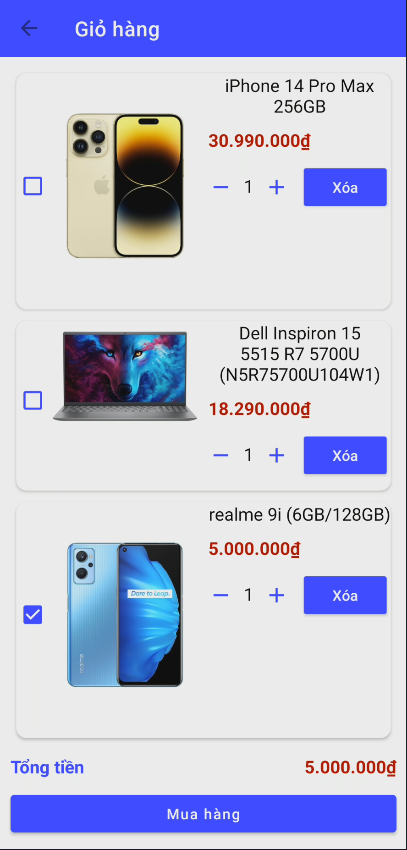 Giỏ hàng
iPhone 14 Pro Max
256GB
30.990.000₫
1
Xóa
Dell Inspiron 15
5515 R7 5700U
(N5R75700U104W1)
18.290.000₫
1
Xóa
realme 9i (6GB/128GB)
5.000.000₫
1
Xóa
Dare to Leap.
realme
Tổng tiền
5.000.000₫
Mua hàng